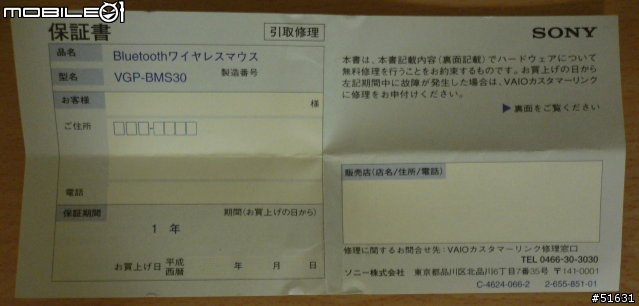 MOBILE01
保証書
引取修理
SONY
品名 Bluetoothワイヤレスマウス
型名 VGP-BMS30 製造番号
お客様 様
ご住所
電話
保証期間 期間(お買上げの日から)
1 年
お買上げ日 平成 西暦 年 月 日
本書は、本書記載内容(裏面記載)でハードウェアについて
無料修理を行うことをお約束するものです。お買上げの日から
左記期間中に故障が発生した場合は、VAIOカスタマーリンク
に修理をお申付けください。
▶裏面をご覧ください
販売店(店名/住所/電話)
修理に関するお問合せ先:VAIOカスタマーリンク修理窓口
TEL 0466-30-3030
ソニー株式会社 東京都品川区北品川6丁目7番35号 〒141-0001
C-4624-066-2 2-655-851-01
#51631